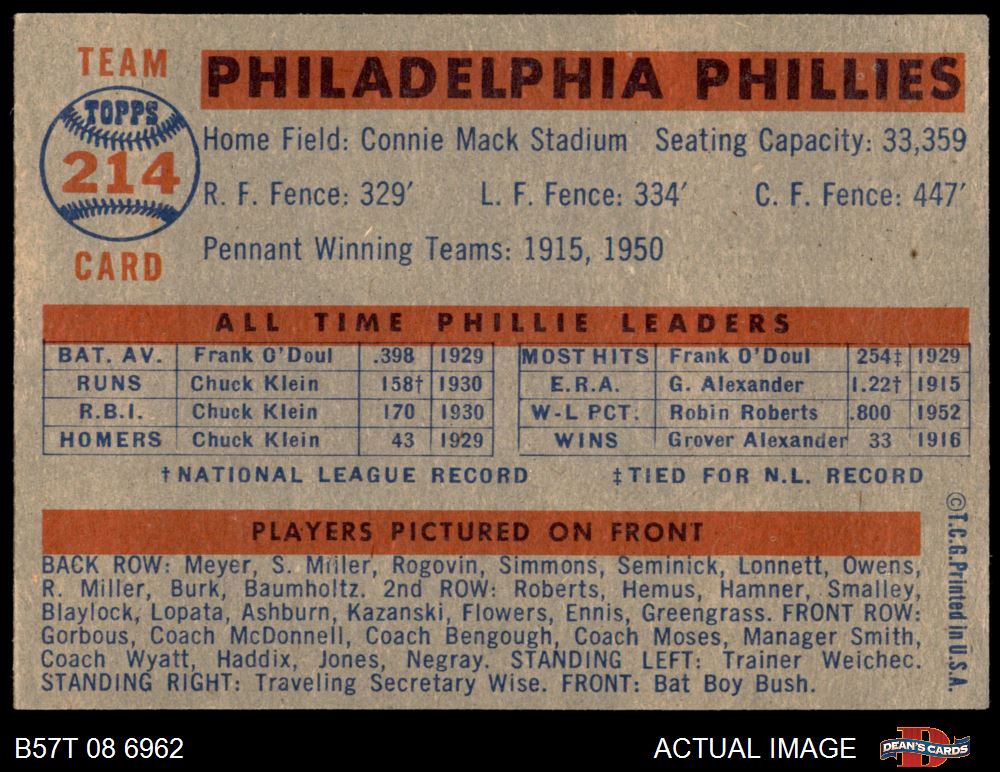 TEAM
TOPPS
214
CARD
PHILADELPHIA PHILLIES
Home Field: Connie Mack Stadium Seating Capacity: 33,359
R. F. Fence: 329′ L. F. Fence: 334′ C. F. Fence: 447′
Pennant Winning Teams: 1915, 1950
ALL TIME PHILLIE LEADERS
BAT. AV. Frank O'Doul .398 1929 MOST HITS Frank O'Doul 254‡ 1929
RUNS Chuck Klein 158† 1930 E.R.A. G. Alexander 1.22† 1915
R.B.I. Chuck Klein 170 1930 W-L PCT. Robin Roberts .800 1952
HOMERS Chuck Klein 43 1929 WINS Grover Alexander 33 1916
†NATIONAL LEAGUE RECORD ‡TIED FOR N.L. RECORD
PLAYERS PICTURED ON FRONT
BACK ROW: Meyer, S. Miller, Rogovin, Simmons, Seminick, Lonnett, Owens,
R. Miller, Burk, Baumholtz. 2nd ROW: Roberts, Hemus, Hamner, Smalley,
Blaylock, Lopata, Ashburn, Kazanski, Flowers, Ennis, Greengrass. FRONT ROW:
Gorbous, Coach McDonnell, Coach Bengough, Coach Moses, Manager Smith,
Coach Wyatt, Haddix, Jones, Negray. STANDING LEFT: Trainer Weichec.
STANDING RIGHT: Traveling Secretary Wise. FRONT: Bat Boy Bush.
©T.C.G. Printed in U.S.A.
B57T 08 6962
ACTUAL IMAGE
DEAN'S CARDS